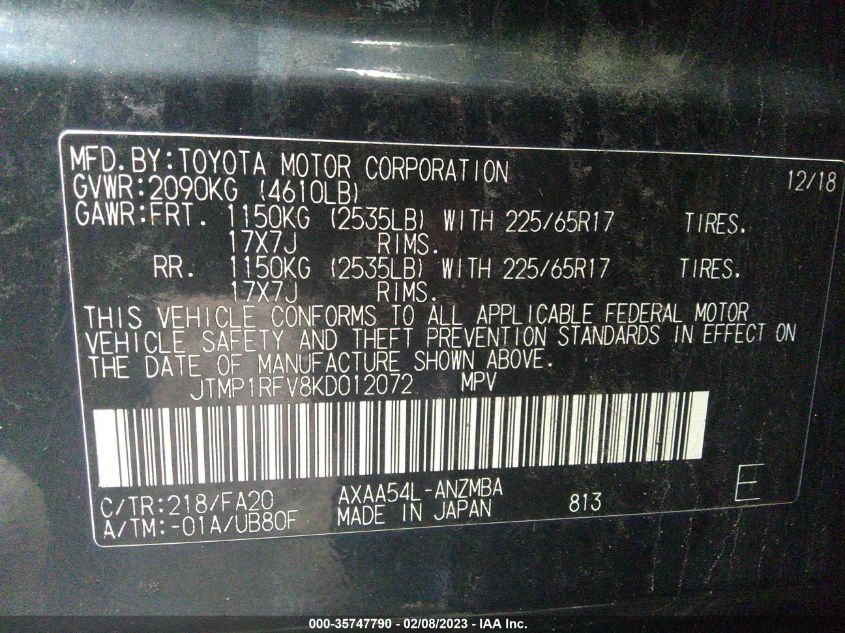 MFD. BY: TOYOTA MOTOR CORPORATION 12/18
GVWR: 2090KG (4610LB)
GAWR: FRT. 1150KG (2535LB) WITH 225/65R17 TIRES.
17X7J RIMS.
RR. 1150KG (2535LB) WITH 225/65R17 TIRES.
17X7J RIMS.
THIS VEHICLE CONFORMS TO ALL APPLICABLE FEDERAL MOTOR
VEHICLE SAFETY AND THEFT PREVENTION STANDARDS IN EFFECT ON
THE DATE OF MANUFACTURE SHOWN ABOVE.
JTMP1RFV8KD012072 MPV
C/TR: 218/FA20 AXAA54L-ANZMBA
A/TM: -01A/UB80F MADE IN JAPAN 813 E
000-35747790 - 02/08/2023 - IAA Inc.